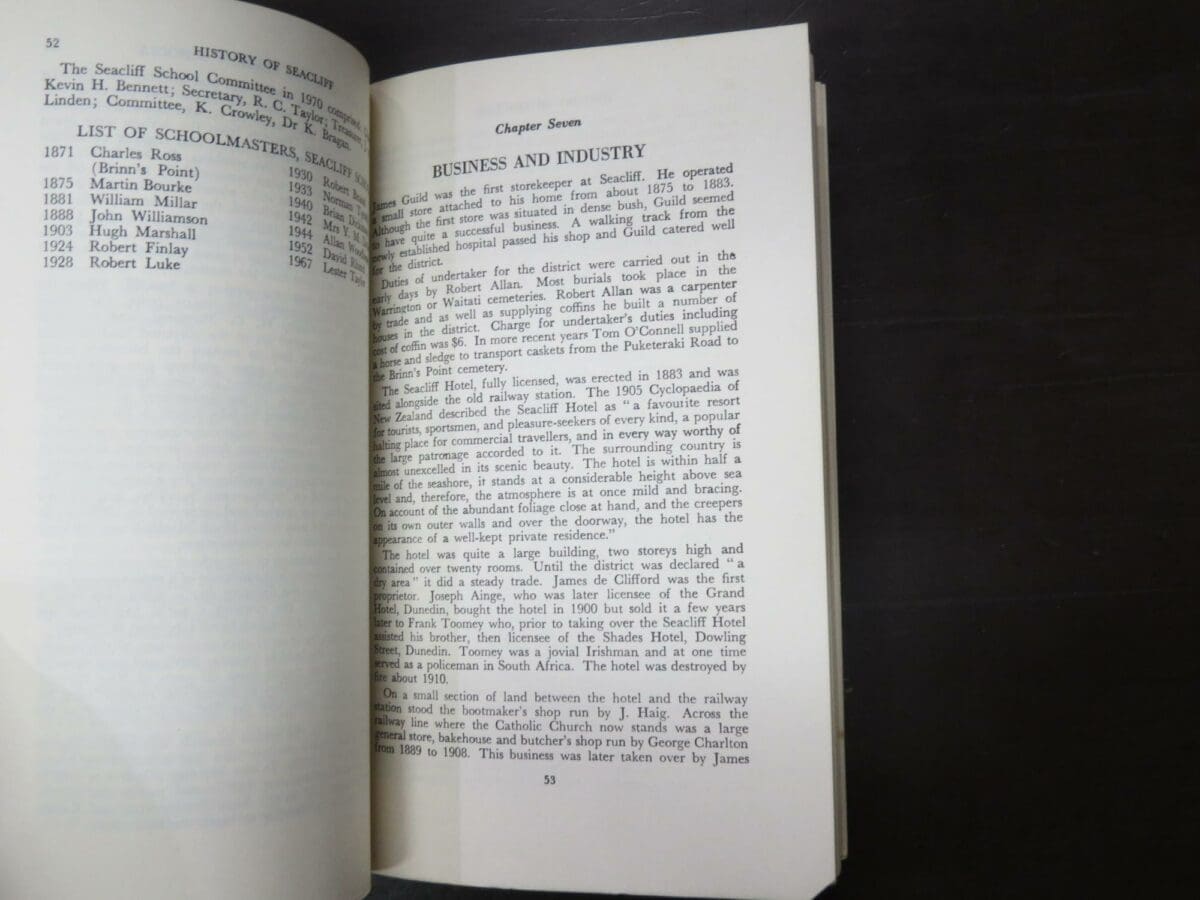 52
HISTORY OF SEACLIFF
The Seacliff School Committee in 1970 comprised:
Kevin H. Bennett; Secretary, R. C. Taylor; Treasurer,
Linden; Committee, K. Crowley, Dr K. Bragan.
LIST OF SCHOOLMASTERS, SEACLIFF
1871 Charles Ross
(Brinn's Point)
1875 Martin Bourke
1881 William Millar
1888 John Williamson
1903 Hugh Marshall
1924 Robert Finlay
1928 Robert Luke
1930 Robert
1933 Norman
1940 Brian
1942 Mrs Y. M.
1944 Allan
1952 David
1967 Lester Taylor
Chapter Seven
BUSINESS AND INDUSTRY
James Guild was the first storekeeper at Seacliff. He operated
a small store attached to his home from about 1875 to 1883.
Although the first store was situated in dense bush, Guild seemed
to have quite a successful business. A walking track from the
newly established hospital passed his shop and Guild catered well
for the district.
Duties of undertaker for the district were carried out in the
early days by Robert Allan. Most burials took place in the
Warrington or Waitati cemeteries. Robert Allan was a carpenter
by trade and as well as supplying coffins he built a number of
houses in the district. Charge for undertaker's duties including
cost of coffin was $6. In more recent years Tom O'Connell supplied
a horse and sledge to transport caskets from the Puketeraki Road to
the Brinn's Point cemetery.
The Seacliff Hotel, fully licensed, was erected in 1883 and was
sited alongside the old railway station. The 1905 Cyclopaedia of
New Zealand described the Seacliff Hotel as "a favourite resort
for tourists, sportsmen, and pleasure-seekers of every kind, a popular
halting place for commercial travellers, and in every way worthy of
the large patronage accorded to it. The surrounding country is
almost unexcelled in its scenic beauty. The hotel is within half a
mile of the seashore, it stands at a considerable height above sea
level and, therefore, the atmosphere is at once mild and bracing.
On account of the abundant foliage close at hand, and the creepers
on its own outer walls and over the doorway, the hotel has the
appearance of a well-kept private residence."
The hotel was quite a large building, two storeys high and
contained over twenty rooms. Until the district was declared "a
dry area" it did a steady trade. James de Clifford was the first
proprietor. Joseph Ainge, who was later licensee of the Grand
Hotel, Dunedin, bought the hotel in 1900 but sold it a few years
later to Frank Toomey who, prior to taking over the Seacliff Hotel
assisted his brother, then licensee of the Shades Hotel, Dowling
Street, Dunedin. Toomey was a jovial Irishman and at one time
served as a policeman in South Africa. The hotel was destroyed by
fire about 1910.
On a small section of land between the hotel and the railway
station stood the bootmaker's shop run by J. Haig. Across the
railway line where the Catholic Church now stands was a large
general store, bakehouse and butcher's shop run by George Charlton
from 1889 to 1908. This business was later taken over by James
53